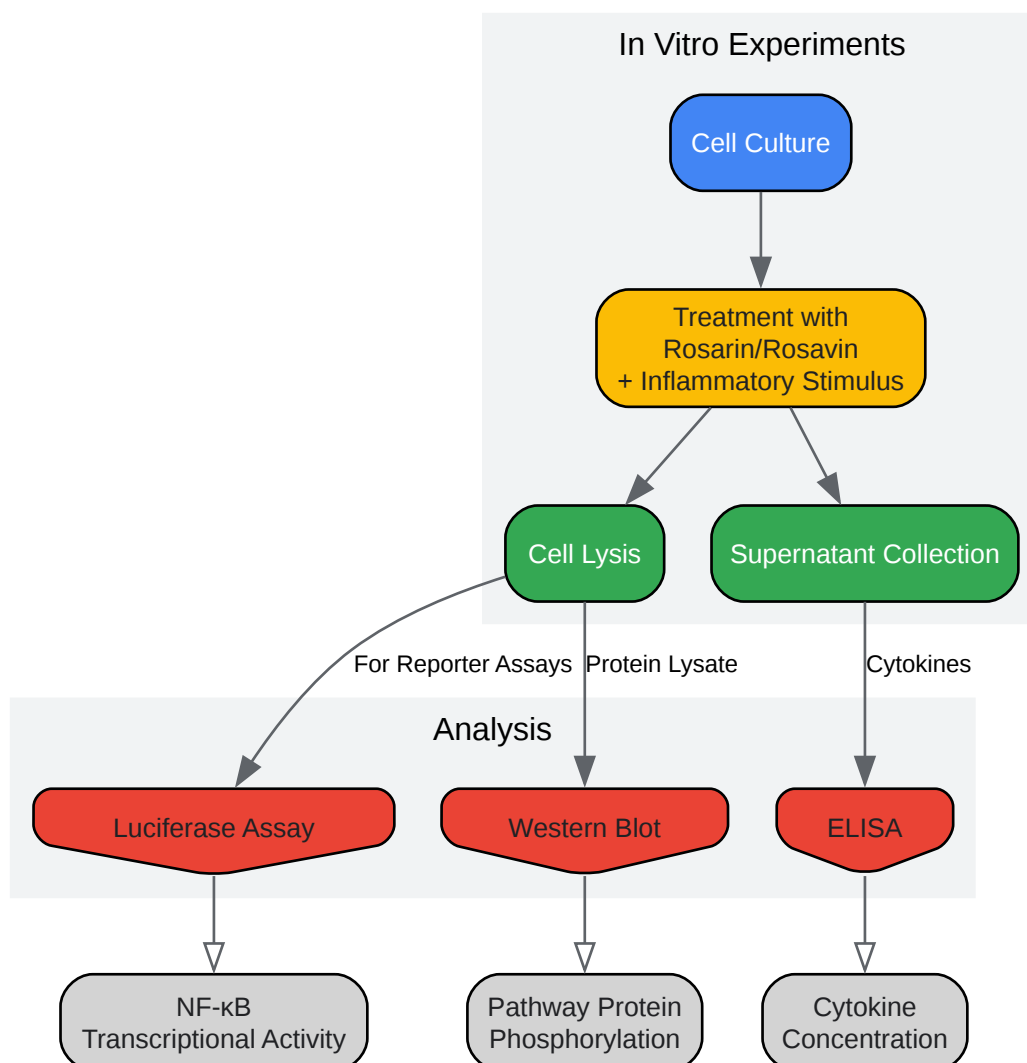 In Vitro Experiments
Cell Culture
Treatment with
Rosarin/Rosavin
+ Inflammatory Stimulus
Cell Lysis
Supernatant Collection
For Reporter Assays
Protein Lysate
Cytokines
Analysis
Luciferase Assay
Western Blot
ELISA
NF-κB
Transcriptional Activity
Pathway Protein
Phosphorylation
Cytokine
Concentration